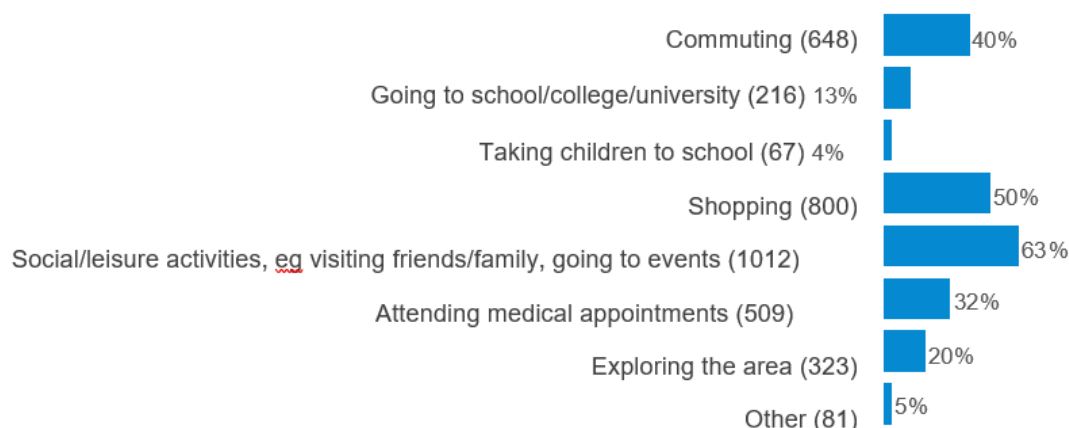 Commuting (648) 40%
Going to school/college/university (216) 13%
Taking children to school (67) 4%
Shopping (800) 50%
Social/leisure activities, eg visiting friends/family, going to events (1012) 63%
Attending medical appointments (509) 32%
Exploring the area (323) 20%
Other (81) 5%